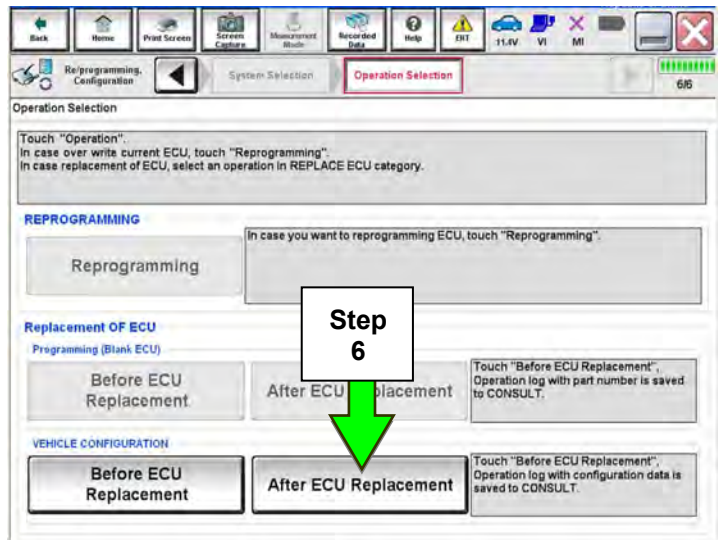 Back
Home
Print Screen
Screen Capture
Measurement Mode
Recorded Data
Help
ERT
11.4V
VI
MI
Re/programming, Configuration
System Selection
Operation Selection
6/6
Operation Selection
Touch "Operation".
In case over write current ECU, touch "Reprogramming".
In case replacement of ECU, select an operation in REPLACE ECU category.
REPROGRAMMING
Reprogramming
In case you want to reprogramming ECU, touch "Reprogramming".
Step
6
Replacement OF ECU
Programming (Blank ECU)
Before ECU
Replacement
After ECU
Touch "Before ECU Replacement",
Operation log with part number is saved
to CONSULT.
VEHICLE CONFIGURATION
Before ECU
Replacement
After ECU Replacement
Touch "Before ECU Replacement",
Operation log with configuration data is
saved to CONSULT.